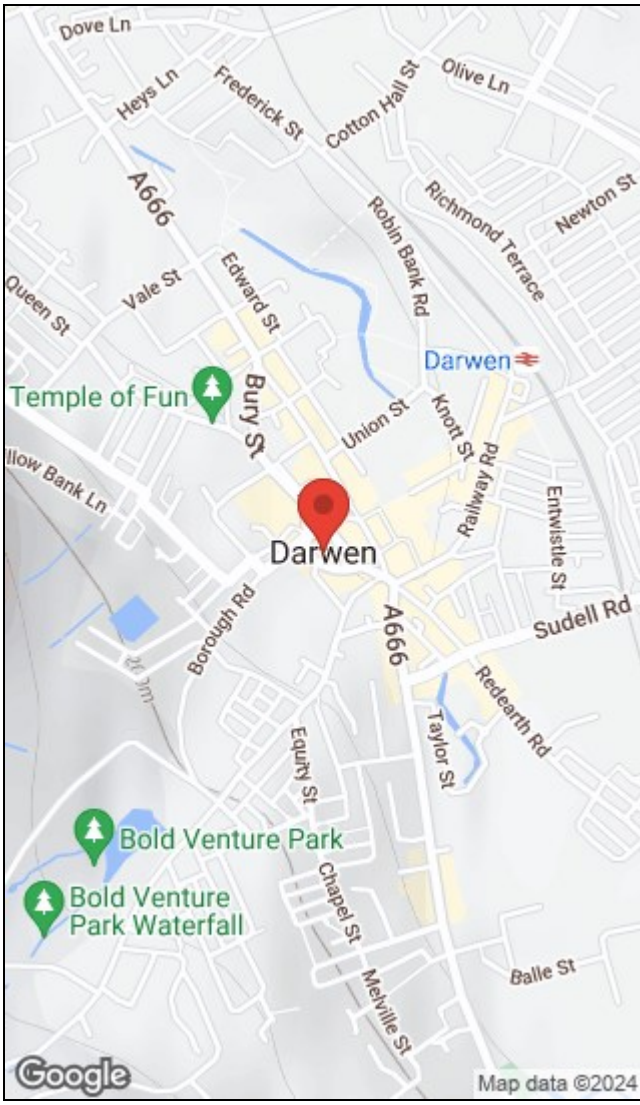 Dove Ln
Heys Ln
Frederick St
Cotton Hall St
Olive Ln
A666
Robin Bank Rd
Richmond Terrace
Newton St
Queen St
Vale St
Edward St
Darwen
Temple of Fun
Bury St
Union St
Knott St
Railway Rd
Entwistle St
llow Bank Ln
Darwen
Borough Rd
A666
Sudell Rd
Redearth Rd
Taylor St
Equity St
Bold Venture Park
Chapel St
Bold Venture
Park Waterfall
Melville St
Balle St
Google
Map data ©2024